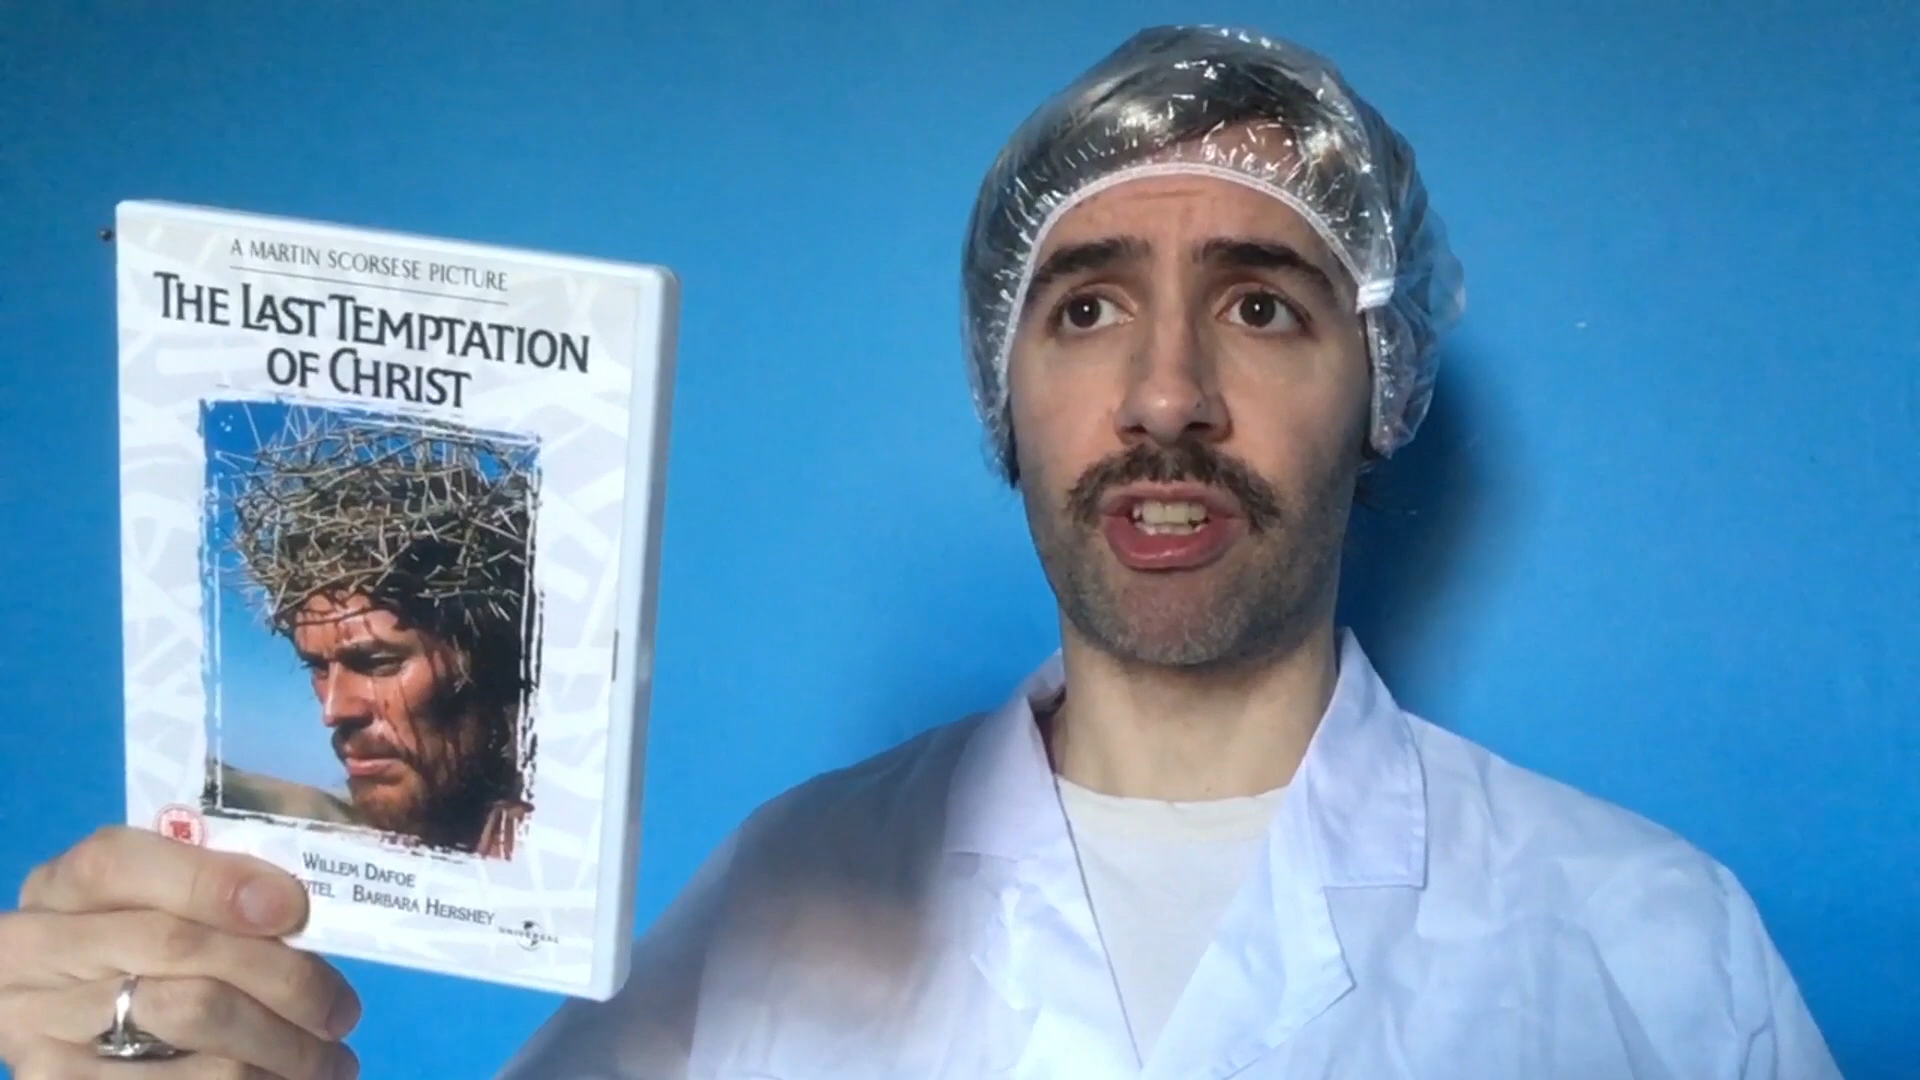 A MARTIN SCORSESE PICTURE
THE LAST TEMPTATION
OF CHRIST
15
WILLEM DAFOE
BARBARA HERSHEY
UNIVERSAL